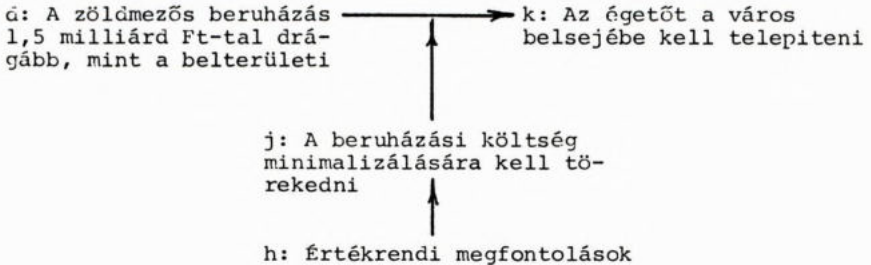 d: A zöldmezős beruházás
1,5 milliárd Ft-tal drá-
gább, mint a belterületi
k: Az égetőt a város
belsejébe kell telepiteni
j: A beruházási költség
minimalizálására kell tö-
rekedni
h: Értékrendi megfontolások